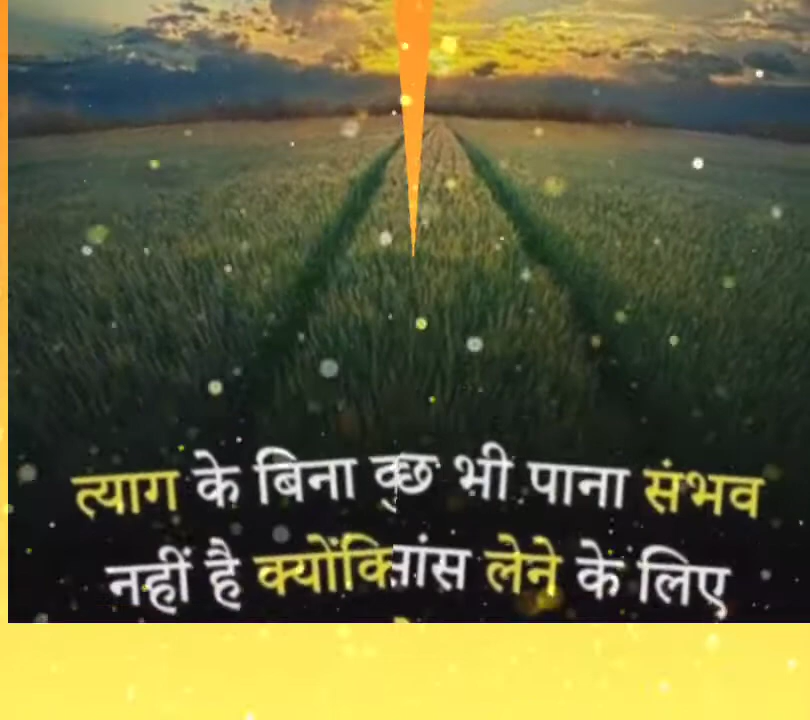 त्याग के बिना कुछ भी पाना संभव
नहीं है क्योंकि सांस लेने के लिए